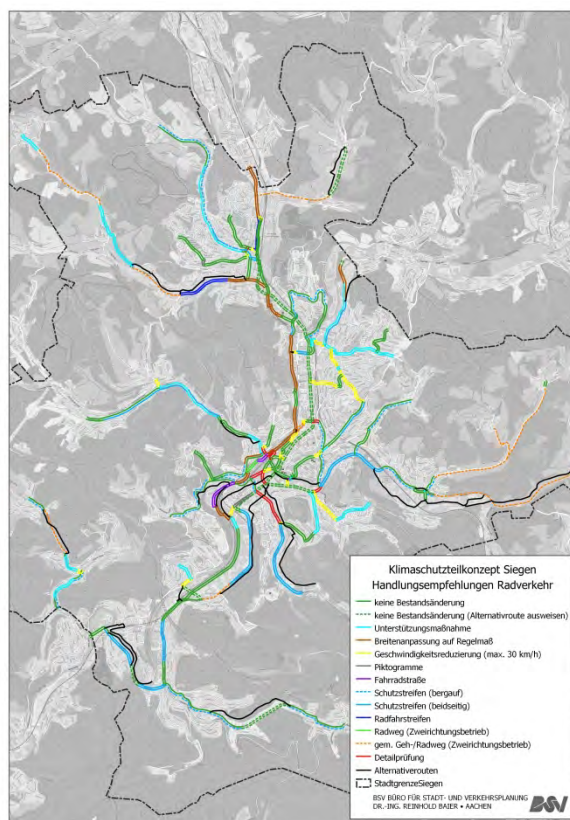 Klimaschutzteilkonzept Siegen
Handlungsempfehlungen Radverkehr
keine Bestandsänderung
keine Bestandsänderung (Alternativroute ausweisen)
Unterstützungsmaßnahme
Breitenanpassung auf Regelmaß
Geschwindigkeitsreduzierung (max. 30 km/h)
Piktogramme
Fahrradstraße
Schutzstreifen (bergauf)
Schutzstreifen (beidseitig)
Radfahrstreifen
Radweg (Zweirichtungsbetrieb)
gem. Geh-/Radweg (Zweirichtungsbetrieb)
Detailprüfung
Alternativerouten
StadtgrenzeSiegen
BSV BÜRO FÜR STADT- UND VERKEHRSPLANUNG
DR.-ING. REINHOLD BAIER • AACHEN
BSV